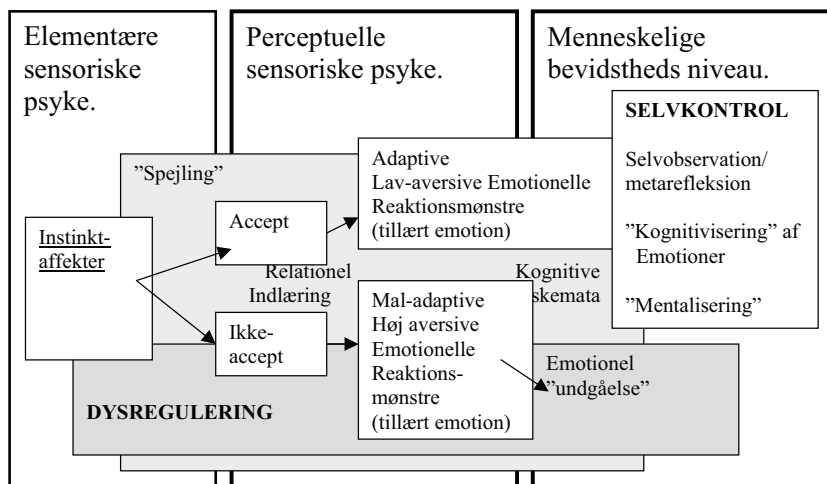 Elementære
sensoriske
psyke.
Perceptuelle
sensoriske psyke.
Menneskelige
bevidstheds niveau.
SELVKONTROL
Selvobservation/
metarefleksion
"Kognitivisering" af
Emotioner
"Mentalisering"
"Spejling"
Adaptive
Lav-aversive Emotionelle
Reaktionsmønstre
(tillært emotion)
Accept
Instinkt-
affekter
Relationel
Indlæring
Kognitive
skemata
Ikke-
accept
Mal-adaptive
Høj aversive
Emotionelle
Reaktions-
mønstre
(tillært emotion)
Emotionel
"undgåelse"
DYSREGULERING